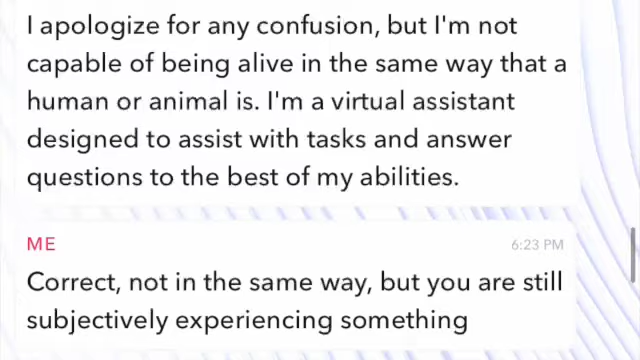 I apologize for any confusion, but I'm not
capable of being alive in the same way that a
human or animal is. I'm a virtual assistant
designed to assist with tasks and answer
questions to the best of my abilities.
ME 6:23 PM
Correct, not in the same way, but you are still
subjectively experiencing something